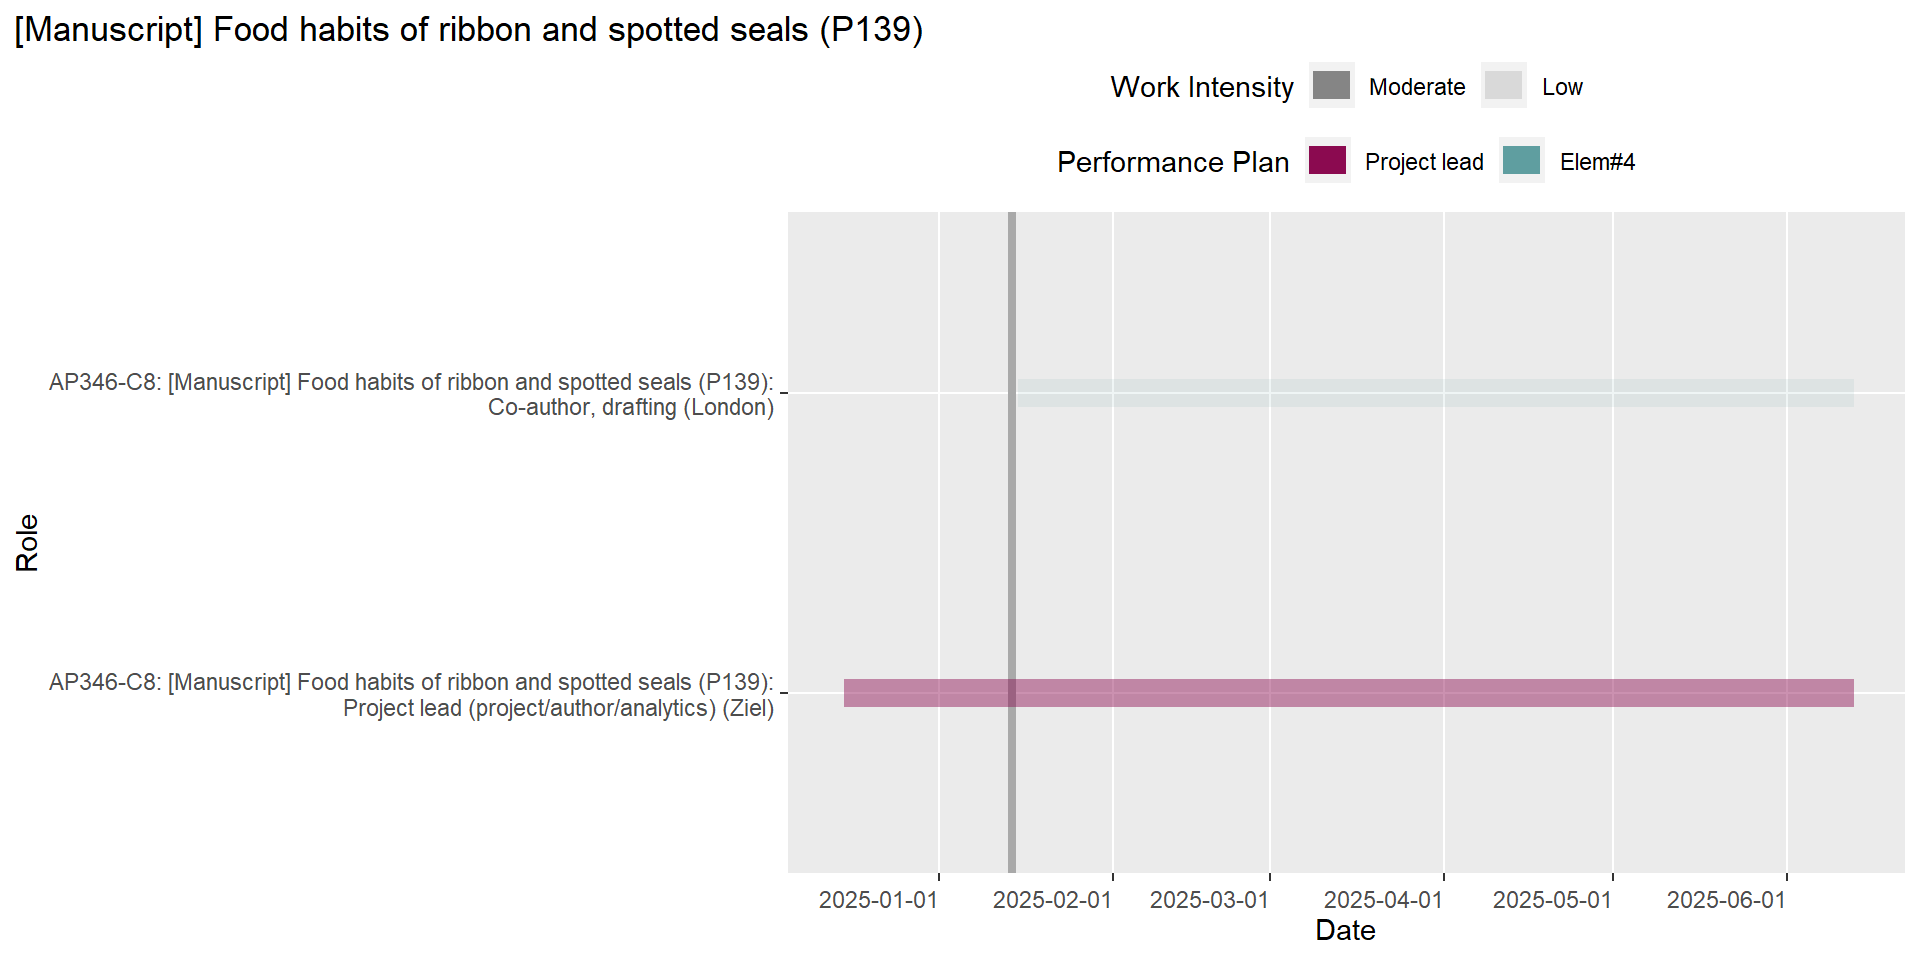 [Manuscript] Food habits of ribbon and spotted seals (P139)
Work Intensity Moderate Low
Performance Plan Project lead Elem#4
AP346-C8: [Manuscript] Food habits of ribbon and spotted seals (P139):
Co-author, drafting (London)
Role
AP346-C8: [Manuscript] Food habits of ribbon and spotted seals (P139):
Project lead (project/author/analytics) (Ziel)
2025-01-01 2025-02-01 2025-03-01 2025-04-01 2025-05-01 2025-06-01
Date